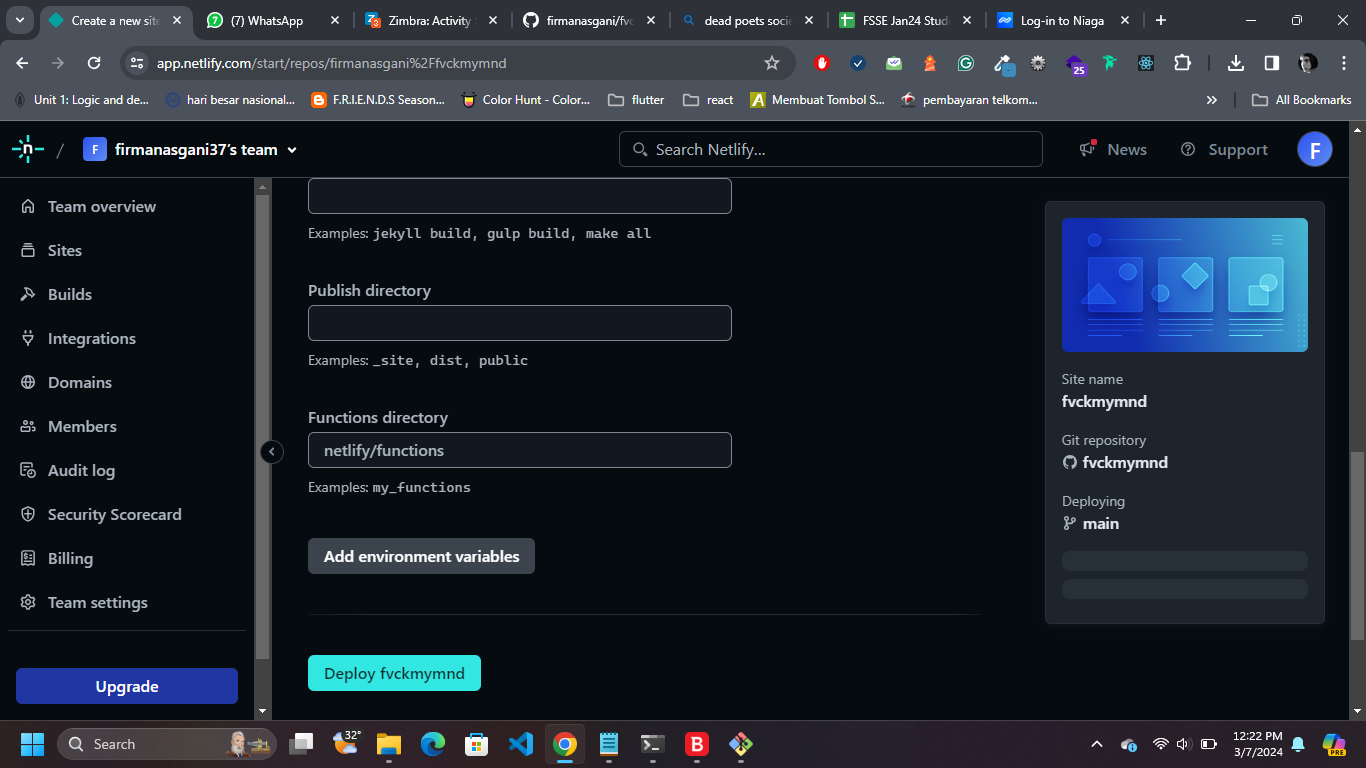 Create a new site
(7) WhatsApp
Zimbra: Activity S
firmanasgani/fvc
dead poets socie
FSSE Jan24 Stude
Log-in to Niaga
app.netlify.com/start/repos/firmanasgani%2Ffvckmymnd
25
Unit 1: Logic and de...
hari besar nasional...
F.R.I.E.N.D.S Season...
Color Hunt - Color...
flutter
react
Membuat Tombol S...
pembayaran telkom...
»
All Bookmarks
n / F firmanasgani37's team
Search Netlify...
News
Support
F
Team overview
Sites
Builds
Integrations
Domains
Members
Audit log
Security Scorecard
Billing
Team settings
Upgrade
Examples: jekyll build, gulp build, make all
Publish directory
Examples: _site, dist, public
Functions directory
netlify/functions
Examples: my_functions
Add environment variables
Deploy fvckmymnd
Site name
fvckmymnd
Git repository
fvckmymnd
Deploying
main
Search
32°
12:22 PM
3/7/2024
PRE